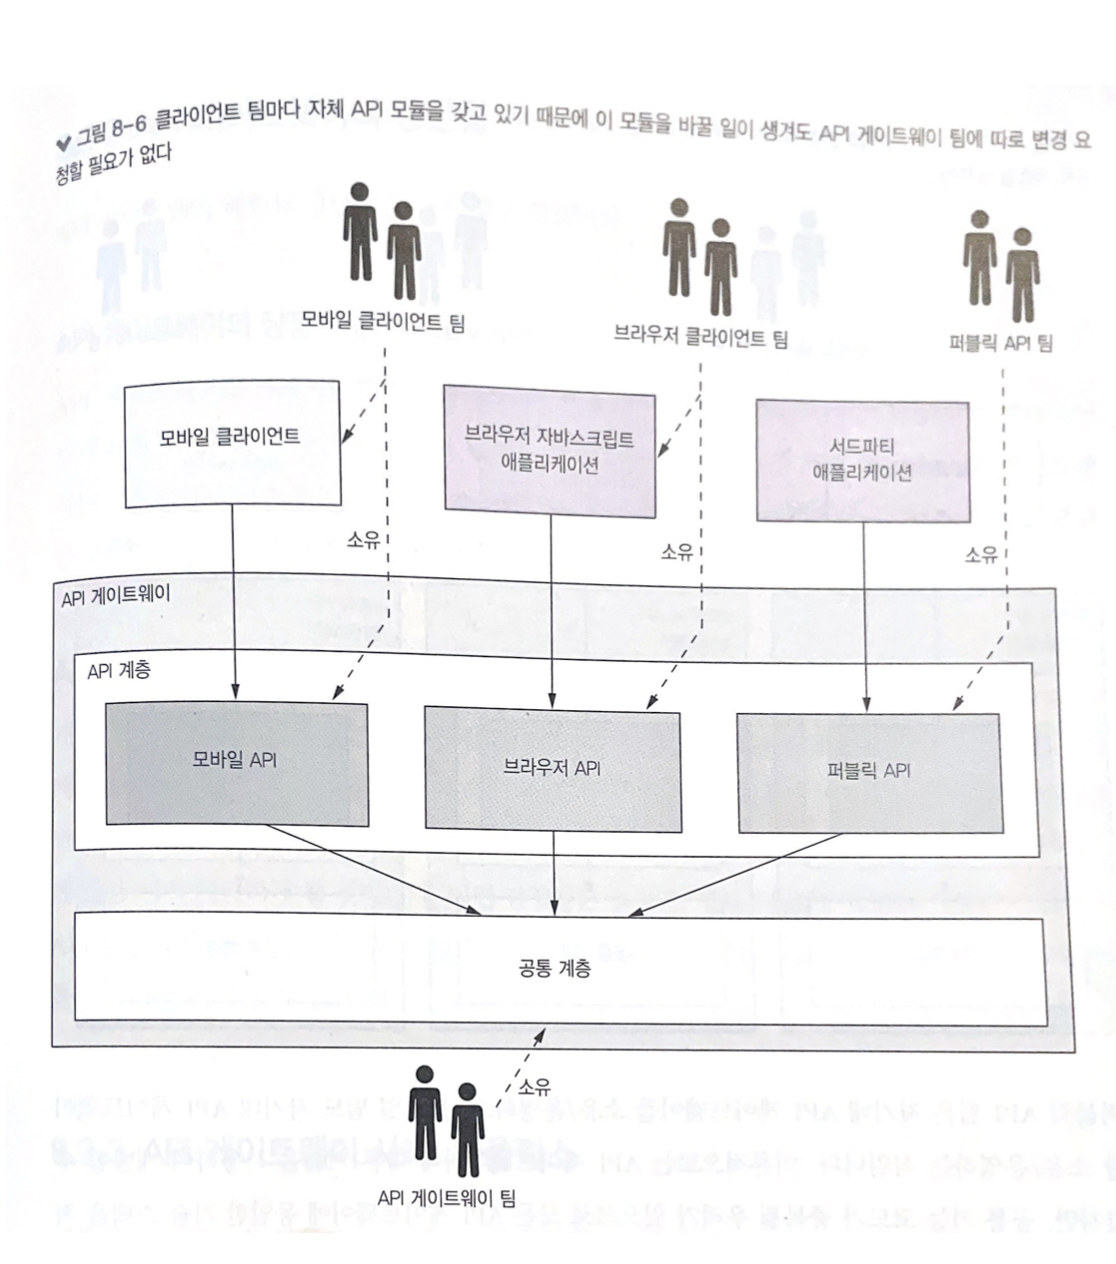 ✔ 그림 8-6 클라이언트 팀마다 자체 API 모듈을 갖고 있기 때문에 이 모듈을 바꿀 일이 생겨도 API 게이트웨이 팀에 따로 변경 요
청할 필요가 없다
모바일 클라이언트 팀
브라우저 클라이언트 팀
퍼블릭 API 팀
모바일 클라이언트
브라우저 자바스크립트
애플리케이션
서드파티
애플리케이션
소유
소유
소유
API 게이트웨이
API 계층
모바일 API
브라우저 API
퍼블릭 API
공통 계층
소유
API 게이트웨이 팀